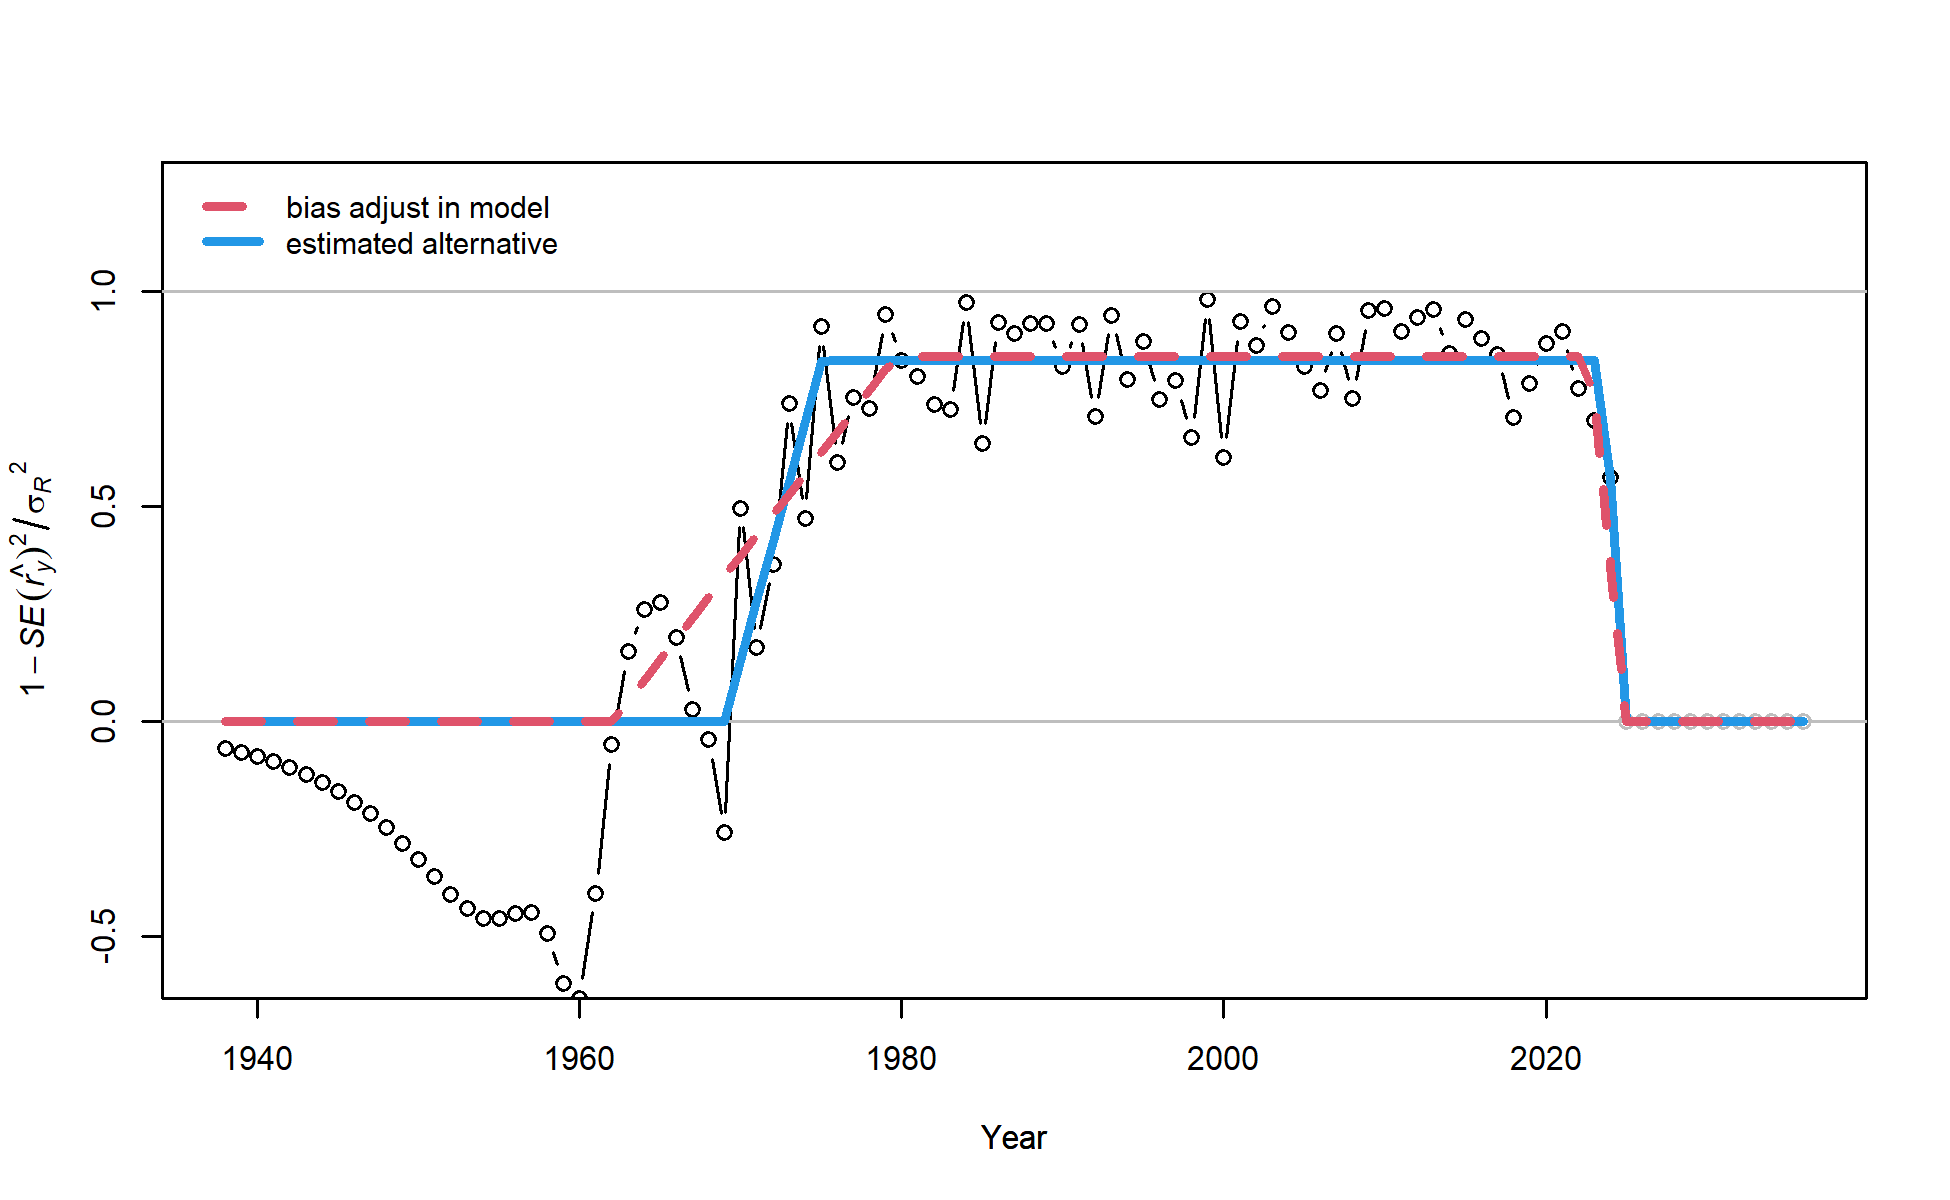 bias adjust in model
estimated alternative
1.0
0.5
0.0
-0.5
1 − SE(r̂y)² / σR²
1940 1960 1980 2000 2020
Year